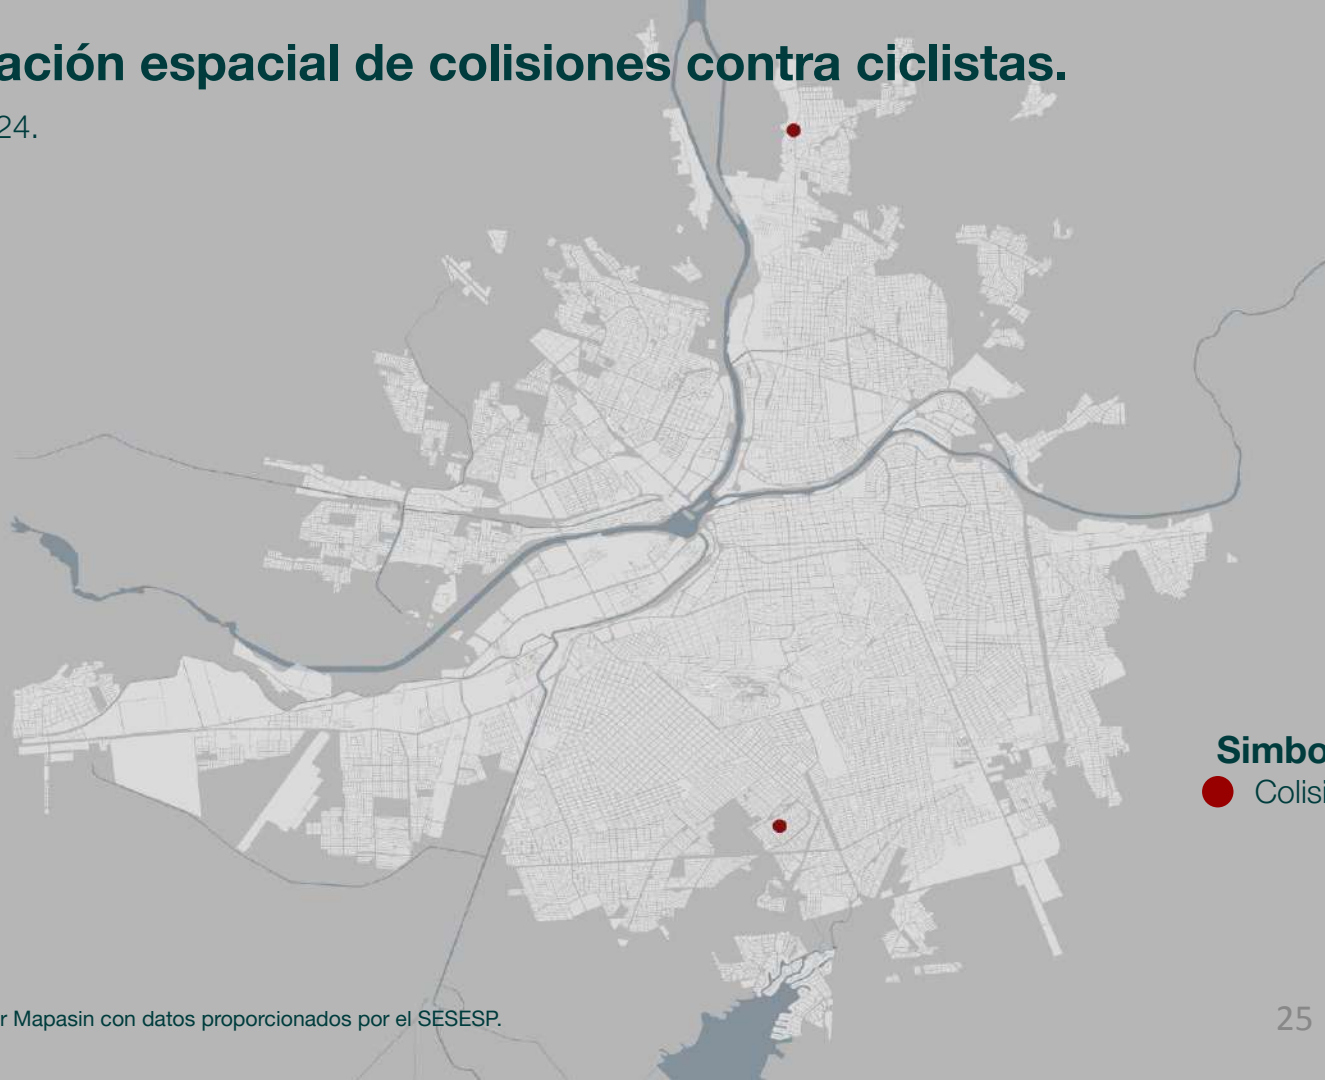 ación espacial de colisiones contra ciclistas.
24.
Simbo
Colisi
r Mapasin con datos proporcionados por el SESESP.
25